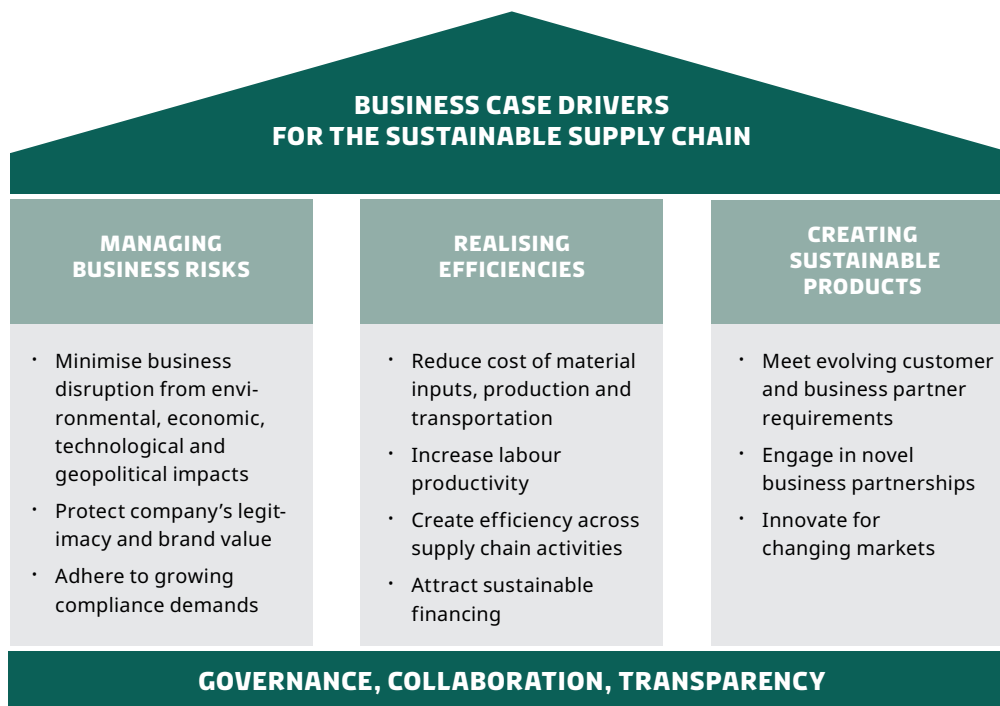 BUSINESS CASE DRIVERS
FOR THE SUSTAINABLE SUPPLY CHAIN
MANAGING
BUSINESS RISKS
· Minimise business
disruption from envi-
ronmental, economic,
technological and
geopolitical impacts
· Protect company’s legit-
imacy and brand value
· Adhere to growing
compliance demands
REALISING
EFFICIENCIES
· Reduce cost of material
inputs, production and
transportation
· Increase labour
productivity
· Create efficiency across
supply chain activities
· Attract sustainable
financing
CREATING
SUSTAINABLE
PRODUCTS
· Meet evolving customer
and business partner
requirements
· Engage in novel
business partnerships
· Innovate for
changing markets
GOVERNANCE, COLLABORATION, TRANSPARENCY